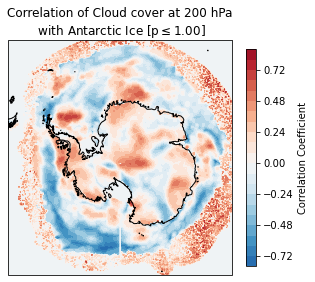 Correlation of Cloud cover at 200 hPa
with Antarctic Ice [p ≤ 1.00]
0.72
0.48
0.24
0.00
−0.24
−0.48
−0.72
Correlation Coefficient